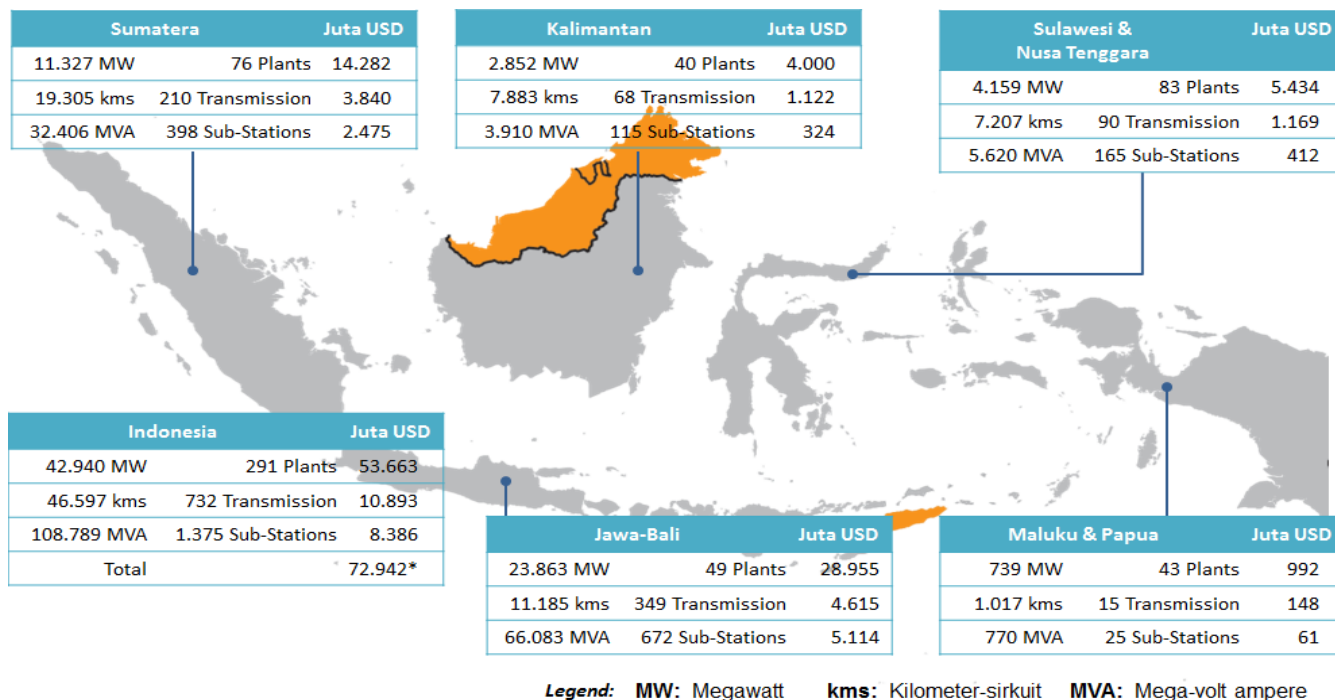 Sumatera Juta USD
11.327 MW 76 Plants 14.282
19.305 kms 210 Transmission 3.840
32.406 MVA 398 Sub-Stations 2.475
Kalimantan Juta USD
2.852 MW 40 Plants 4.000
7.883 kms 68 Transmission 1.122
3.910 MVA 115 Sub-Stations 324
Sulawesi & Juta USD
Nusa Tenggara
4.159 MW 83 Plants 5.434
7.207 kms 90 Transmission 1.169
5.620 MVA 165 Sub-Stations 412
Indonesia Juta USD
42.940 MW 291 Plants 53.663
46.597 kms 732 Transmission 10.893
108.789 MVA 1.375 Sub-Stations 8.386
Total 72.942*
Jawa-Bali Juta USD
23.863 MW 49 Plants 28.955
11.185 kms 349 Transmission 4.615
66.083 MVA 672 Sub-Stations 5.114
Maluku & Papua Juta USD
739 MW 43 Plants 992
1.017 kms 15 Transmission 148
770 MVA 25 Sub-Stations 61
Legend: MW: Megawatt kms: Kilometer-sirkuit MVA: Mega-volt ampere